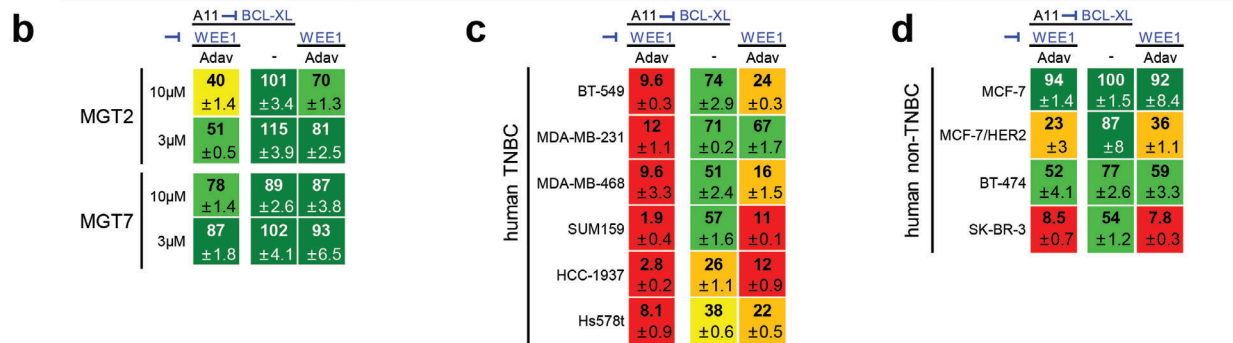 b
A11 ⊣ BCL-XL
⊣ WEE1 WEE1
Adav - Adav
MGT2
10µM 40 ±1.4 101 ±3.4 70 ±1.3
3µM 51 ±0.5 115 ±3.9 81 ±2.5
MGT7
10µM 78 ±1.4 89 ±2.6 87 ±3.8
3µM 87 ±1.8 102 ±4.1 93 ±6.5
c
A11 ⊣ BCL-XL
⊣ WEE1 WEE1
Adav - Adav
human TNBC
BT-549 9.6 ±0.3 74 ±2.9 24 ±0.3
MDA-MB-231 12 ±1.1 71 ±0.2 67 ±1.7
MDA-MB-468 9.6 ±3.3 51 ±2.4 16 ±1.5
SUM159 1.9 ±0.4 57 ±1.6 11 ±0.1
HCC-1937 2.8 ±0.2 26 ±1.1 12 ±0.9
Hs578t 8.1 ±0.9 38 ±0.6 22 ±0.5
d
A11 ⊣ BCL-XL
⊣ WEE1 WEE1
Adav - Adav
human non-TNBC
MCF-7 94 ±1.4 100 ±1.5 92 ±8.4
MCF-7/HER2 23 ±3 87 ±8 36 ±1.1
BT-474 52 ±4.1 77 ±2.6 59 ±3.3
SK-BR-3 8.5 ±0.7 54 ±1.2 7.8 ±0.3